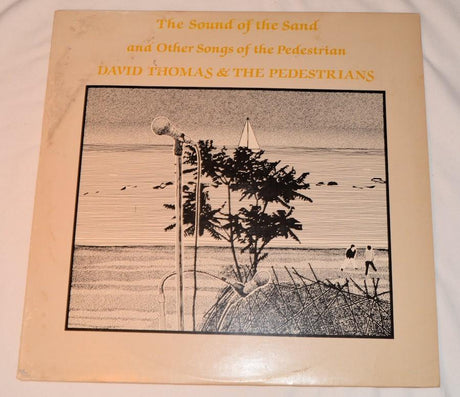 The Sound of the Sand
and Other Songs of the Pedestrian
DAVID THOMAS & THE PEDESTRIANS